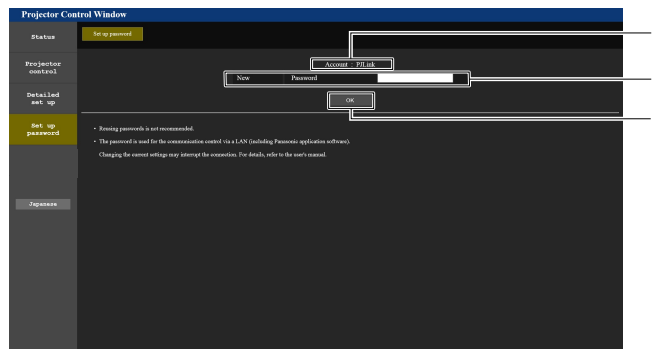 Projector Control Window
Status
Set up password
Projector
control
Account : PJLink
New Password
Detailed
set up
OK
Set up
password
• Reusing passwords is not recommended.
• The password is used for the communication control via a LAN (including Panasonic application software).
Changing the current settings may interrupt the connection. For details, refer to the user's manual.
Japanese